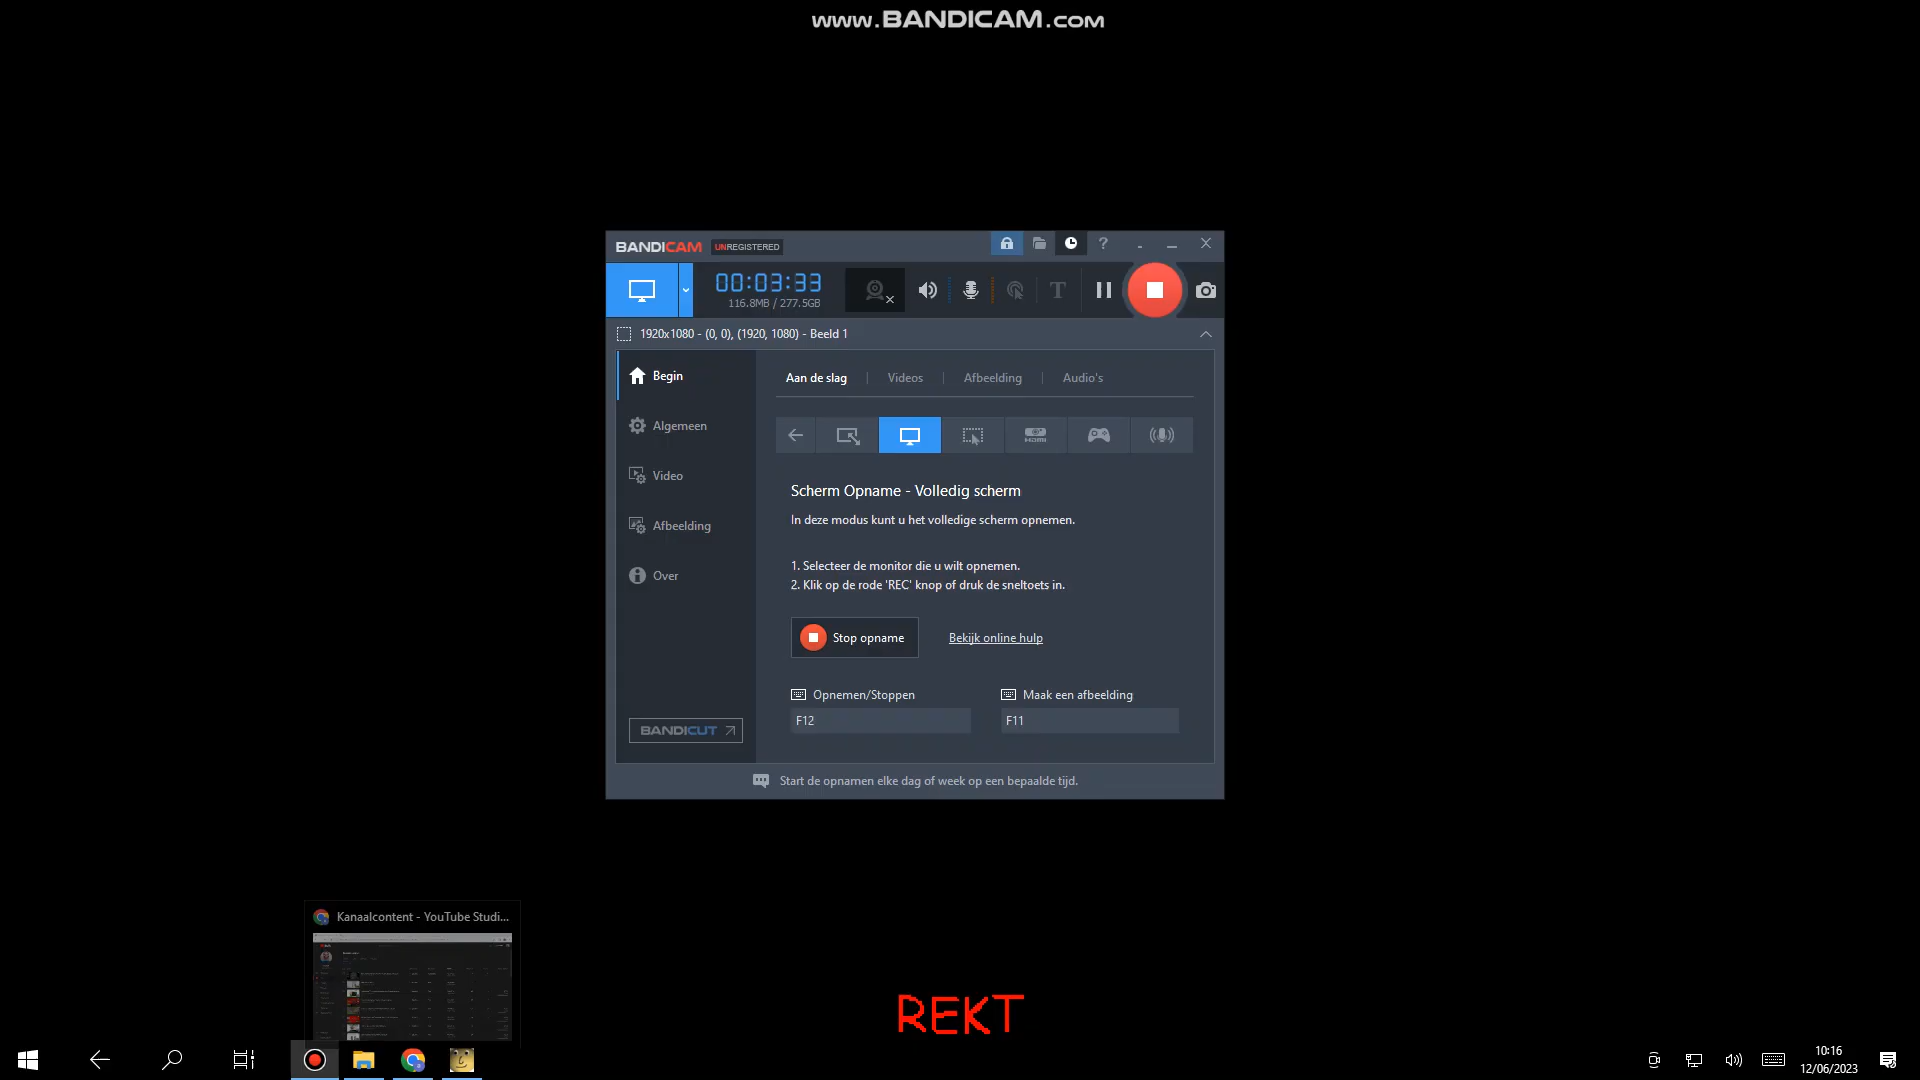 www.BANDICAM.com
BANDICAM UNREGISTERED
?
00:03:33
116.8MB / 277.5GB
T
1920x1080 - (0, 0), (1920, 1080) - Beeld 1
Begin
Algemeen
Video
Afbeelding
Over
BANDICUT
Aan de slag
Videos
Afbeelding
Audio's
HDMI
Scherm Opname - Volledig scherm
In deze modus kunt u het volledige scherm opnemen.
1. Selecteer de monitor die u wilt opnemen.
2. Klik op de rode 'REC' knop of druk de sneltoets in.
Stop opname
Bekijk online hulp
Opnemen/Stoppen
Maak een afbeelding
F12
F11
Start de opnamen elke dag of week op een bepaalde tijd.
Kanaalcontent - YouTube Studi...
REKT
10:16
12/06/2023